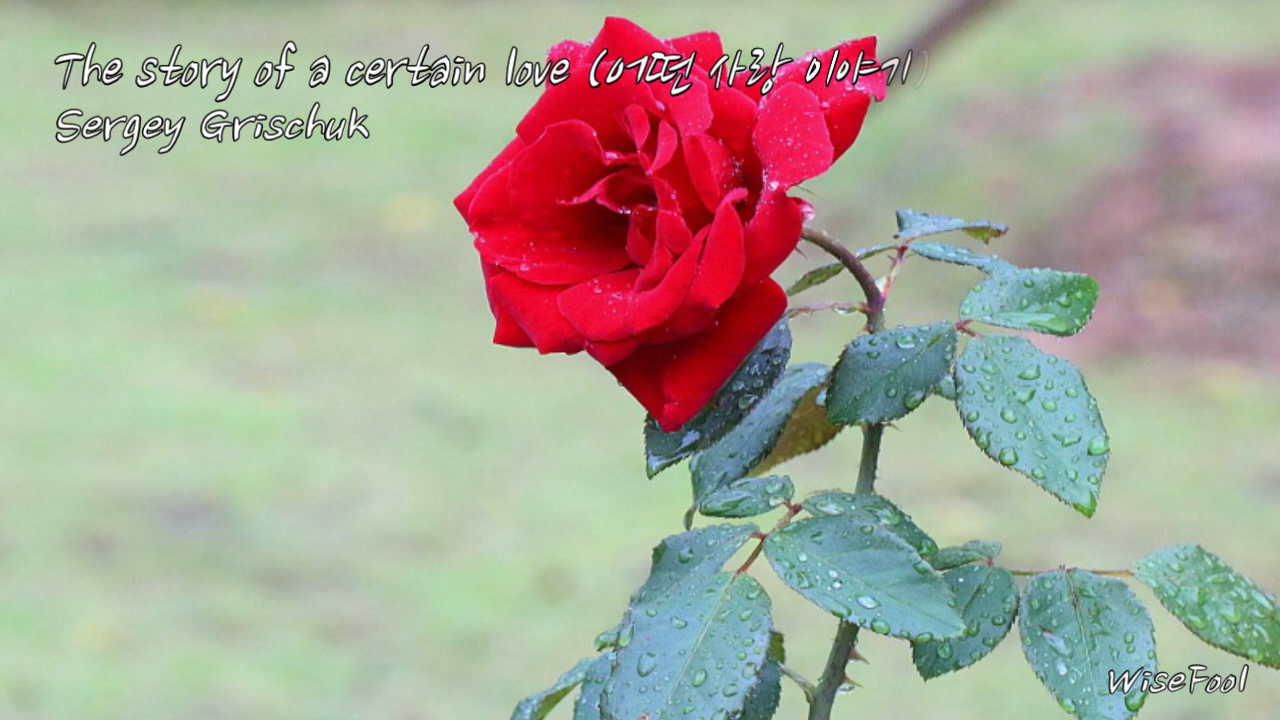 The story of a certain love (어떤 사랑 이야기)
Sergey Grischuk
WiseFool